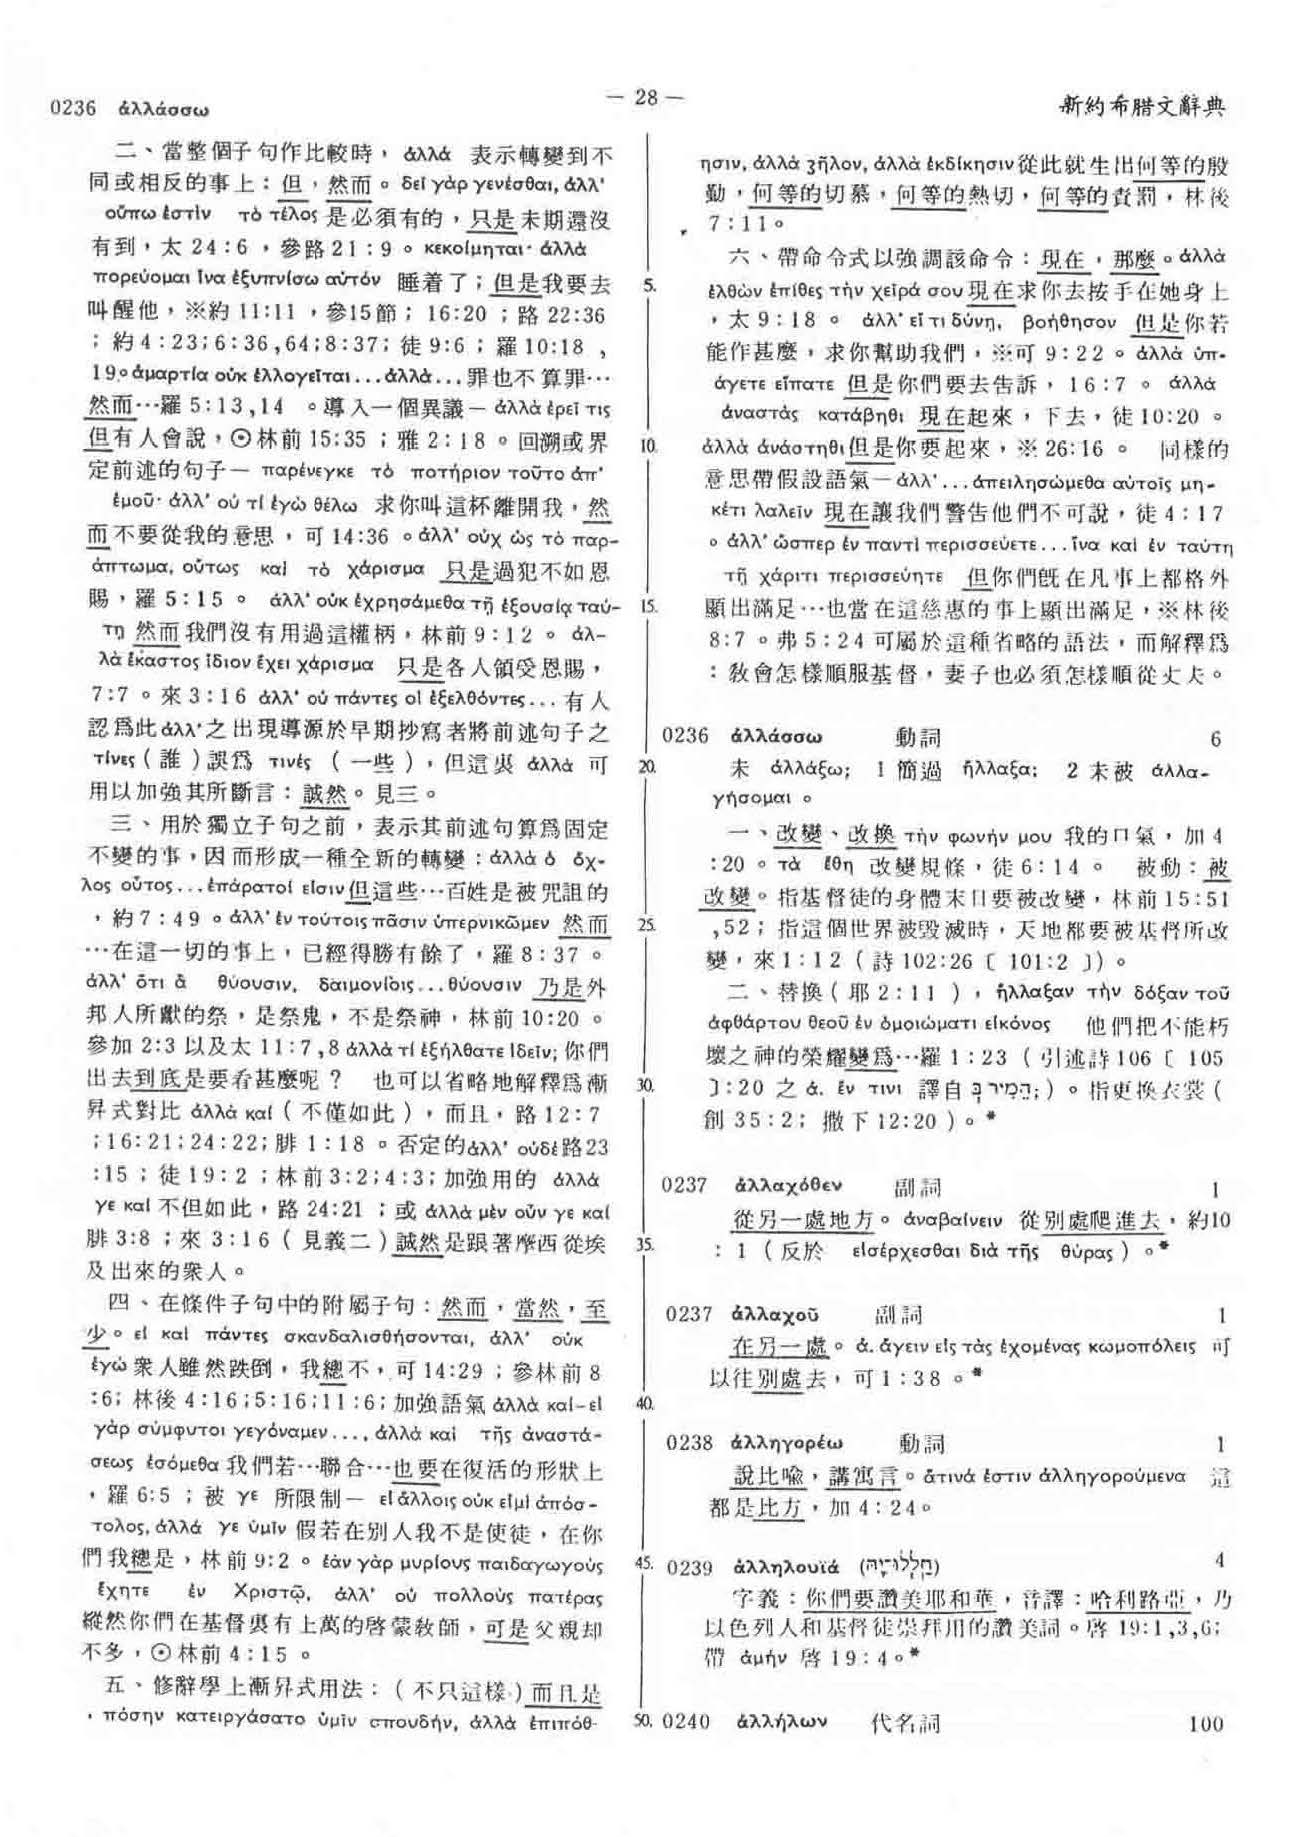 0236 ἀλλάσσω
— 28 —
新約希腊文辭典
二、當整個子句作比較時，ἀλλά 表示轉變到不
同或相反的事上：但，然而。δεῖ γὰρ γενέσθαι, ἀλλ'
οὔπω ἐστὶν τὸ τέλος 是必須有的，只是末期還沒
有到，太 24:6，參路 21:9。κεκοίμηται· ἀλλὰ
πορεύομαι ἵνα ἐξυπνίσω αὐτόν 睡着了；但是我要去
叫醒他，※約 11:11，參15節；16:20；路 22:36
；約 4:23;6:36,64;8:37; 徒 9:6；羅 10:18，
19。ἁμαρτία οὐκ ἐλλογεῖται...ἀλλὰ...罪也不算罪…
然而…羅 5:13,14 。導入一個異議— ἀλλὰ ἐρεῖ τις
但有人會說，⊙林前 15:35；雅 2:18。回溯或界
定前述的句子— παρένεγκε τὸ ποτήριον τοῦτο ἀπ'
ἐμοῦ· ἀλλ' οὐ τί ἐγὼ θέλω 求你叫這杯離開我，然
而不要從我的意思，可 14:36。ἀλλ' οὐχ ὡς τὸ παρ-
άπτωμα, οὕτως καὶ τὸ χάρισμα 只是過犯不如恩
賜，羅 5:15。ἀλλ' οὐκ ἐχρησάμεθα τῇ ἐξουσίᾳ ταύ-
τῃ 然而我們沒有用過這權柄，林前 9:12。ἀλ-
λὰ ἕκαστος ἴδιον ἔχει χάρισμα 只是各人領受恩賜，
7:7。來 3:16 ἀλλ' οὐ πάντες οἱ ἐξελθόντες...有人
認爲此ἀλλ'之出現導源於早期抄寫者將前述句子之
τίνες（誰）誤爲 τινές （一些），但這裏 ἀλλὰ 可
用以加強其所斷言：誠然。見三。
三、用於獨立子句之前，表示其前述句算爲固定
不變的事，因而形成一種全新的轉變：ἀλλὰ ὁ ὄχ-
λος οὗτος...ἐπάρατοί εἰσιν 但這些…百姓是被咒詛的
，約 7:49。ἀλλ' ἐν τούτοις πᾶσιν ὑπερνικῶμεν 然而
…在這一切的事上，已經得勝有餘了，羅 8:37。
ἀλλ' ὅτι ἃ θύουσιν, δαιμονίοις...θύουσιν 乃是外
邦人所獻的祭，是祭鬼，不是祭神，林前 10:20。
參加 2:3 以及太 11:7,8 ἀλλὰ τί ἐξήλθατε ἰδεῖν; 你們
出去到底是要看甚麼呢？ 也可以省略地解釋爲漸
昇式對比 ἀλλὰ καί（不僅如此），而且，路 12:7
；16:21;24:22; 腓 1:18。否定的ἀλλ' οὐδέ路23
:15；徒 19:2；林前 3:2;4:3; 加強用的 ἀλλά
γε καί 不但如此，路 24:21；或 ἀλλὰ μὲν οὖν γε καί
腓 3:8；來 3:16（見義二）誠然是跟著摩西從埃
及出來的衆人。
四、在條件子句中的附屬子句：然而，當然，至
少。εἰ καὶ πάντες σκανδαλισθήσονται, ἀλλ' οὐκ
ἐγώ 衆人雖然跌倒，我總不，可 14:29；參林前 8
:6; 林後 4:16;5:16;11:6; 加強語氣 ἀλλὰ καί-εἰ
γὰρ σύμφυτοι γεγόναμεν..., ἀλλὰ καὶ τῆς ἀναστά-
σεως ἐσόμεθα 我們若…聯合…也要在復活的形狀上
，羅 6:5；被 γε 所限制— εἰ ἄλλοις οὐκ εἰμὶ ἀπόσ-
τολος, ἀλλά γε ὑμῖν 假若在別人我不是使徒，在你
們我總是，林前 9:2。ἐὰν γὰρ μυρίους παιδαγωγοὺς
ἔχητε ἐν Χριστῷ, ἀλλ' οὐ πολλοὺς πατέρας
縱然你們在基督裏有上萬的啓蒙敎師，可是父親却
不多，⊙林前 4:15。
五、修辭學上漸昇式用法：（不只這樣）而且是
，πόσην κατειργάσατο ὑμῖν σπουδήν, ἀλλὰ ἐπιπόθ-
5.
10.
15.
20.
25.
30.
35.
40.
45.
50.
ησιν, ἀλλὰ ζῆλον, ἀλλὰ ἐκδίκησιν 從此就生出何等的殷
勤，何等的切慕，何等的熱切，何等的責罰，林後
7:11。
六、帶命令式以強調該命令：現在，那麼。ἀλλὰ
ἐλθὼν ἐπίθες τὴν χεῖρά σου 現在求你去按手在她身上
，太 9:18。 ἀλλ' εἴ τι δύνῃ, βοήθησον 但是你若
能作甚麼，求你幫助我們，※可 9:22。ἀλλὰ ὑπ-
άγετε εἴπατε 但是你們要去告訴，16:7。 ἀλλὰ
ἀναστὰς κατάβηθι 現在起來，下去，徒 10:20。
ἀλλὰ ἀνάστηθι 但是你要起來，※ 26:16。 同樣的
意思帶假設語氣— ἀλλ'...ἀπειλησώμεθα αὐτοῖς μη-
κέτι λαλεῖν 現在讓我們警告他們不可說，徒 4:17
。ἀλλ' ὥσπερ ἐν παντὶ περισσεύετε...ἵνα καὶ ἐν ταύτῃ
τῇ χάριτι περισσεύητε 但你們旣在凡事上都格外
顯出滿足…也當在這慈惠的事上顯出滿足，※林後
8:7。弗 5:24 可屬於這種省略的語法，而解釋爲
：敎會怎樣順服基督，妻子也必須怎樣順從丈夫。
0236 ἀλλάσσω 動詞 6
未 ἀλλάξω; 1 簡過 ἤλλαξα; 2 未被 ἀλλα-
γήσομαι。
一、改變、改換 τὴν φωνήν μου 我的口氣，加 4
:20。τὰ ἔθη 改變規條，徒 6:14。 被動：被
改變。指基督徒的身體末日要被改變，林前 15:51
,52；指這個世界被毀滅時，天地都要被基督所改
變，來 1:12（詩 102:26〔101:2〕）。
二、替換（耶 2:11），ἤλλαξαν τὴν δόξαν τοῦ
ἀφθάρτου θεοῦ ἐν ὁμοιώματι εἰκόνος 他們把不能朽
壞之神的榮耀變爲…羅 1:23（引述詩 106〔105
〕:20 之 ἀ. ἔν τινι 譯自 הֵמִיר בְּ;）。指更換衣裳（
創 35:2；撒下 12:20）。*
0237 ἀλλαχόθεν 副詞 1
從另一處地方。ἀναβαίνειν 從別處爬進去，約10
:1（反於 εἰσέρχεσθαι διὰ τῆς θύρας）。*
0237 ἀλλαχοῦ 副詞 1
在另一處。ἀ. ἄγειν εἰς τὰς ἐχομένας κωμοπόλεις 可
以往別處去，可 1:38。*
0238 ἀλληγορέω 動詞 1
說比喩，講寓言。ἅτινά ἐστιν ἀλληγορούμενα 這
都是比方，加 4:24。
0239 ἀλληλουϊά (הַלְלוּיָהּ) 4
字義：你們要讚美耶和華，音譯：哈利路亞，乃
以色列人和基督徒崇拜用的讚美詞。啓 19:1,3,6;
帶 ἀμήν 啓 19:4。*
0240 ἀλλήλων 代名詞 100